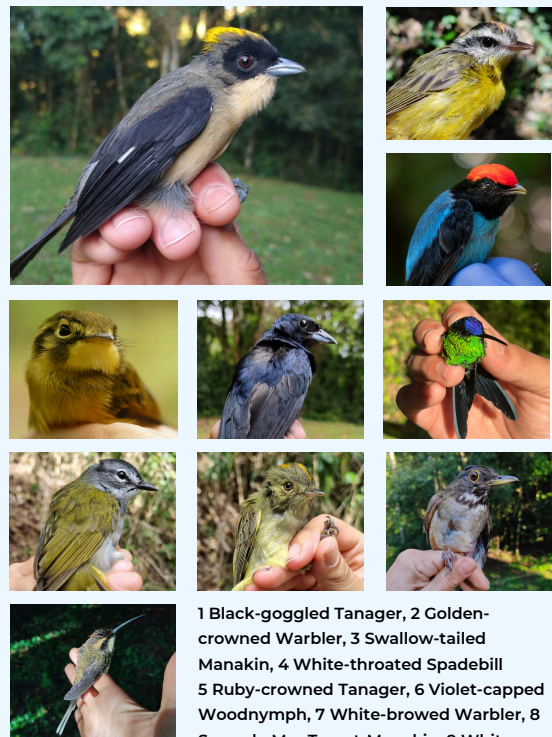 1 Black-goggled Tanager, 2 Golden-
crowned Warbler, 3 Swallow-tailed
Manakin, 4 White-throated Spadebill
5 Ruby-crowned Tanager, 6 Violet-capped
Woodnymph, 7 White-browed Warbler, 8